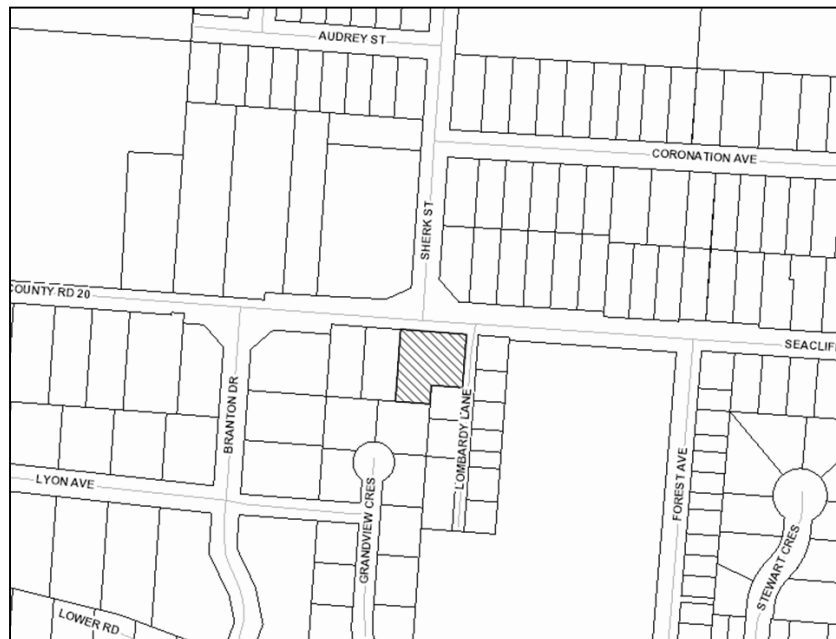 AUDREY ST
CORONATION AVE
SHERK ST
COUNTY RD 20
SEACLIF
BRANTON DR
LOMBARDY LANE
LYON AVE
GRANDVIEW CRES
FOREST AVE
STEWART CRES
LOWER RD